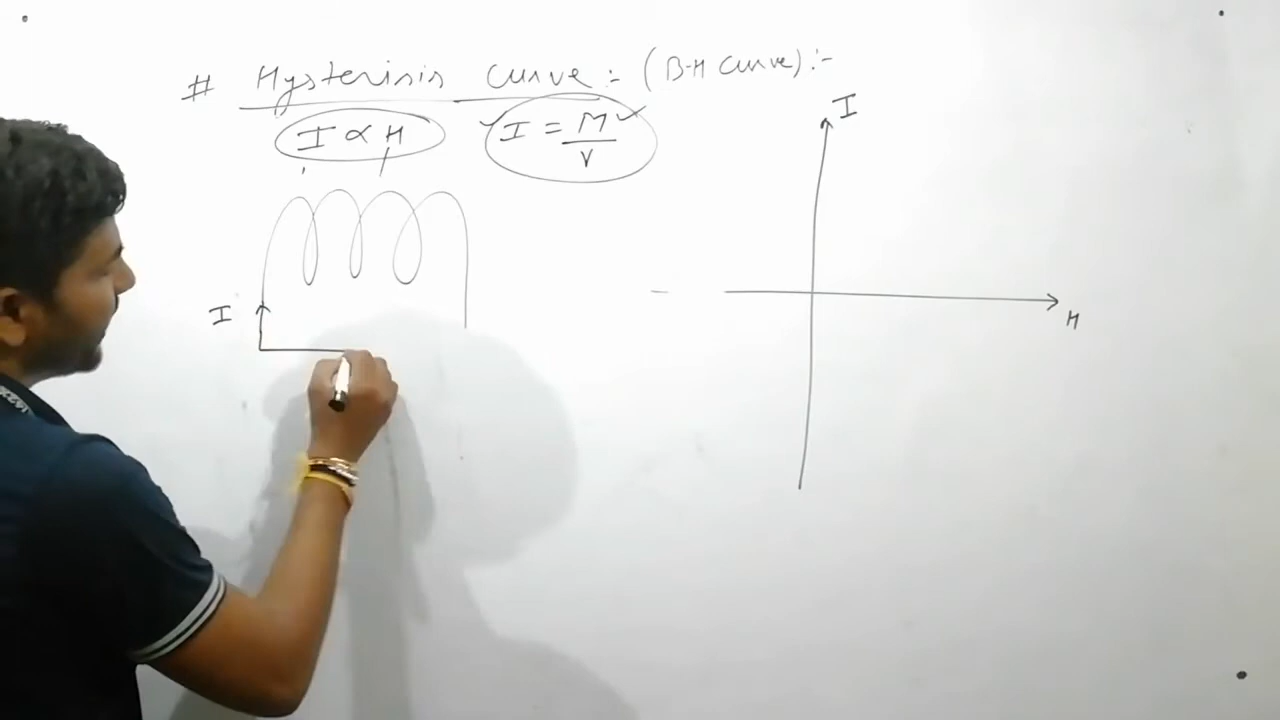 # Hysterisis Curve :- (B-H Curve) :-
I ∝ H
I = M/V
I
I
H